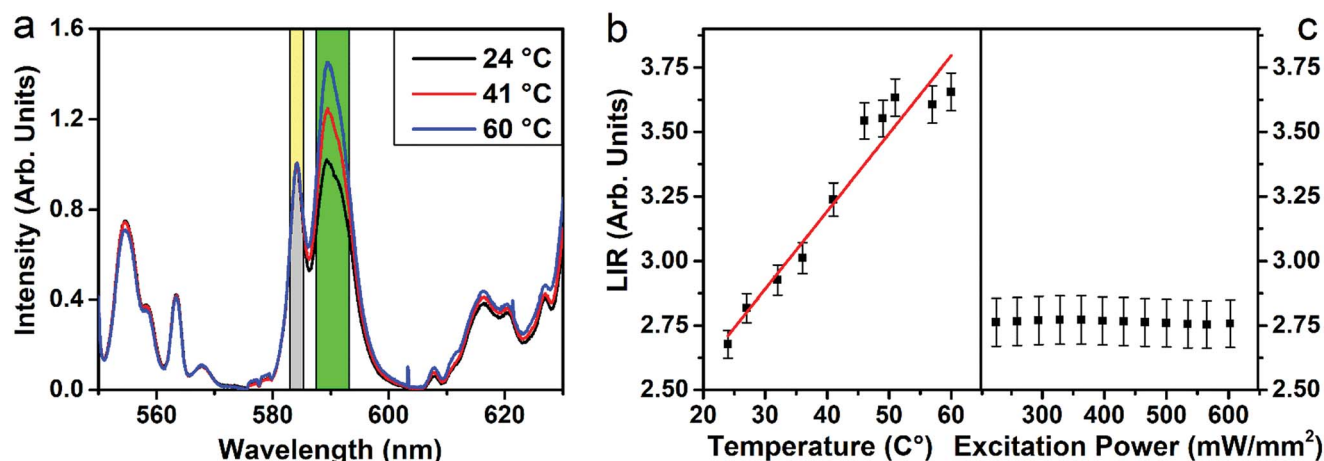 a
Intensity (Arb. Units)
1.6
1.2
0.8
0.4
0.0
24 °C
41 °C
60 °C
560 580 600 620
Wavelength (nm)
b
LIR (Arb. Units)
3.75
3.50
3.25
3.00
2.75
2.50
20 30 40 50 60
Temperature (C°)
c
3.75
3.50
3.25
3.00
2.75
2.50
300 400 500 600
Excitation Power (mW/mm²)